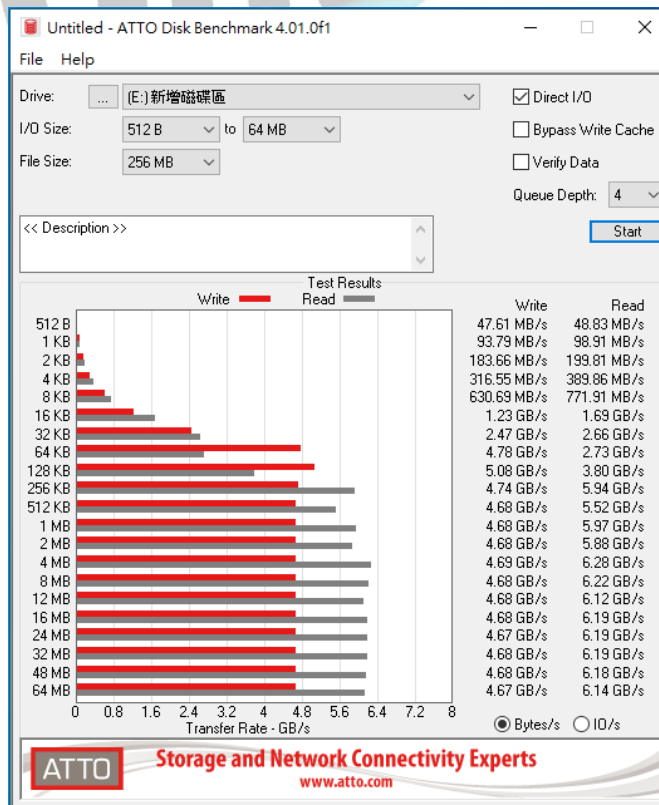 Untitled - ATTO Disk Benchmark 4.01.0f1
File Help
Drive: ... (E:)新增磁碟區
Direct I/O
I/O Size: 512 B to 64 MB
Bypass Write Cache
File Size: 256 MB
Verify Data
Queue Depth: 4
<< Description >>
Start
Test Results
Write Read Write Read
512 B 47.61 MB/s 48.83 MB/s
1 KB 93.79 MB/s 98.91 MB/s
2 KB 183.66 MB/s 199.81 MB/s
4 KB 316.55 MB/s 389.86 MB/s
8 KB 630.69 MB/s 771.91 MB/s
16 KB 1.23 GB/s 1.69 GB/s
32 KB 2.47 GB/s 2.66 GB/s
64 KB 4.78 GB/s 2.73 GB/s
128 KB 5.08 GB/s 3.80 GB/s
256 KB 4.74 GB/s 5.94 GB/s
512 KB 4.68 GB/s 5.52 GB/s
1 MB 4.68 GB/s 5.97 GB/s
2 MB 4.68 GB/s 5.88 GB/s
4 MB 4.69 GB/s 6.28 GB/s
8 MB 4.68 GB/s 6.22 GB/s
12 MB 4.68 GB/s 6.12 GB/s
16 MB 4.68 GB/s 6.19 GB/s
24 MB 4.67 GB/s 6.19 GB/s
32 MB 4.68 GB/s 6.19 GB/s
48 MB 4.68 GB/s 6.18 GB/s
64 MB 4.67 GB/s 6.14 GB/s
0 0.8 1.6 2.4 3.2 4 4.8 5.6 6.4 7.2 8
Transfer Rate - GB/s
Bytes/s IO/s
ATTO
Storage and Network Connectivity Experts
www.atto.com